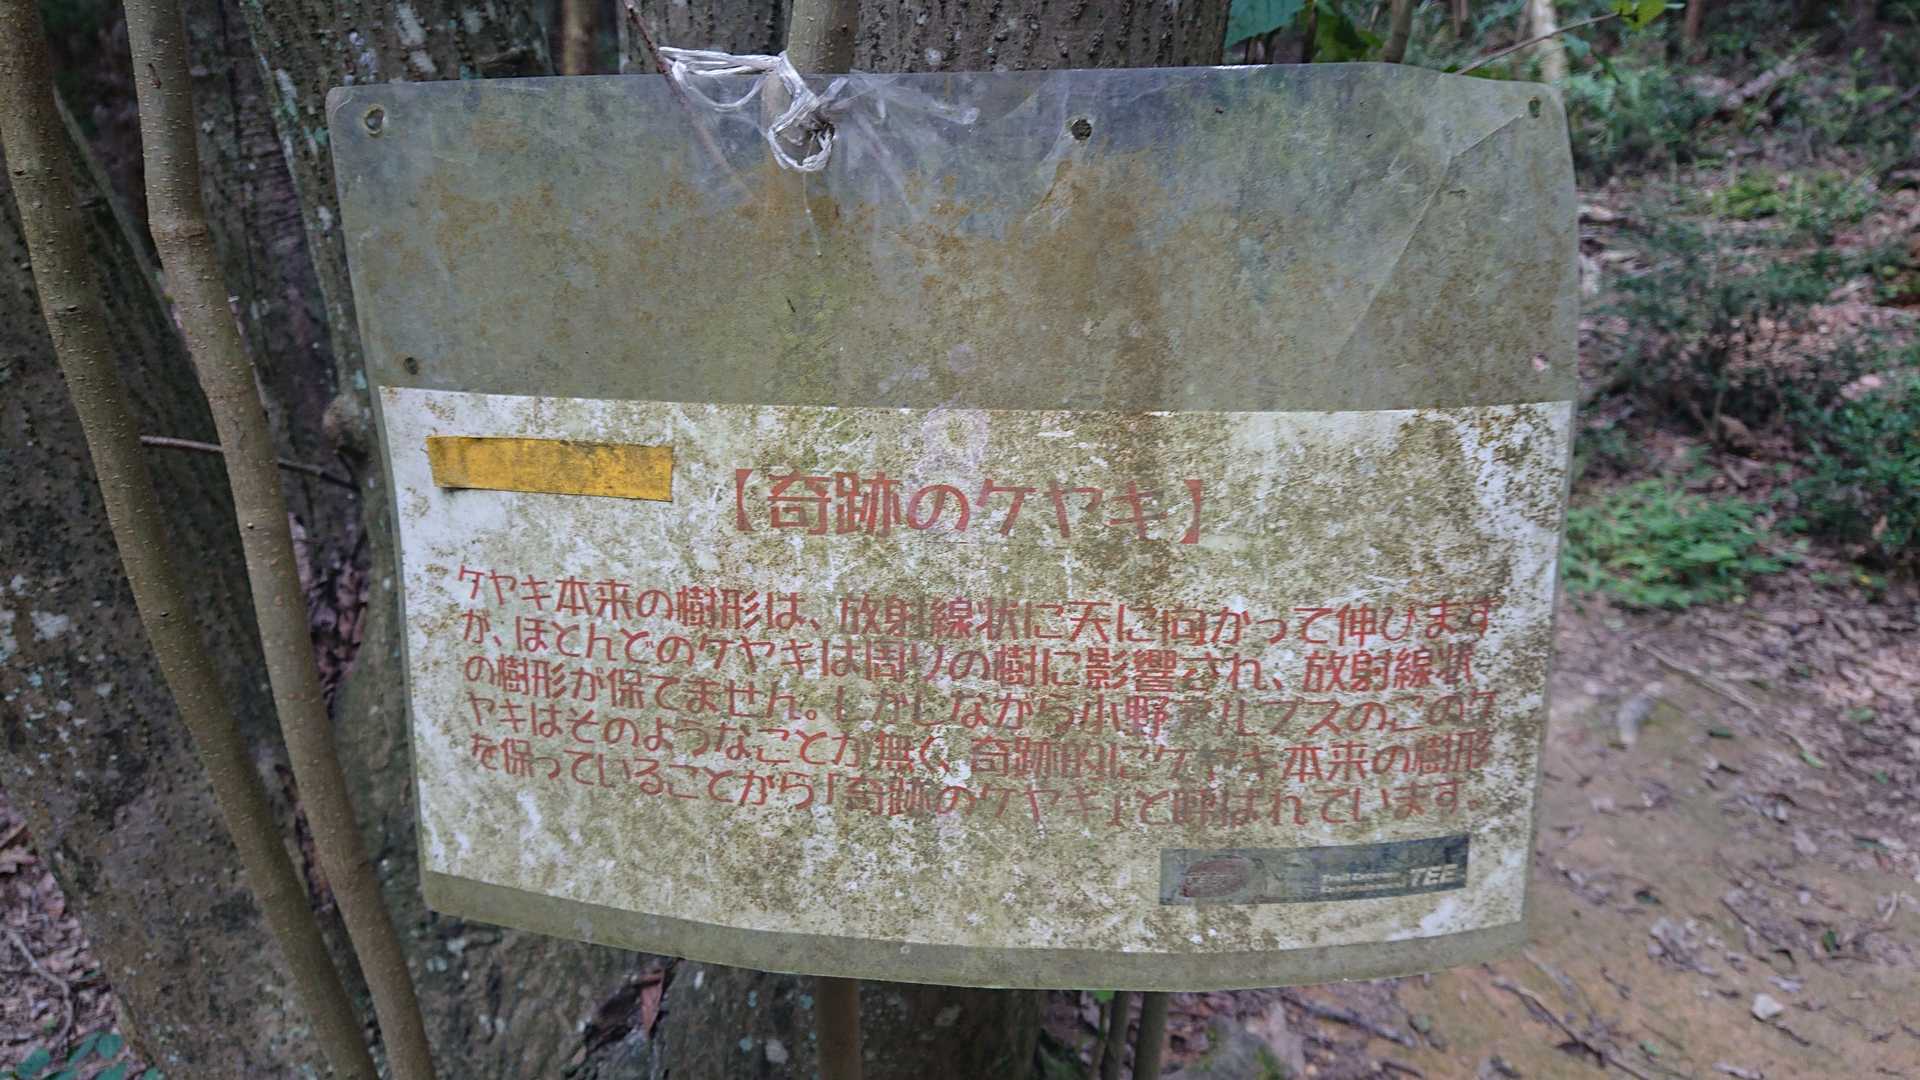 【奇跡のケヤキ】
ケヤキ本来の樹形は、放射線状に天に向かって伸びます
が、ほとんどのケヤキは周りの樹に影響され、放射線状
の樹形が保てません。しかしながら小野アルプスのこのケ
ヤキはそのようなことが無く、奇跡的にケヤキ本来の樹形
を保っていることから「奇跡のケヤキ」と呼ばれています。
TEE